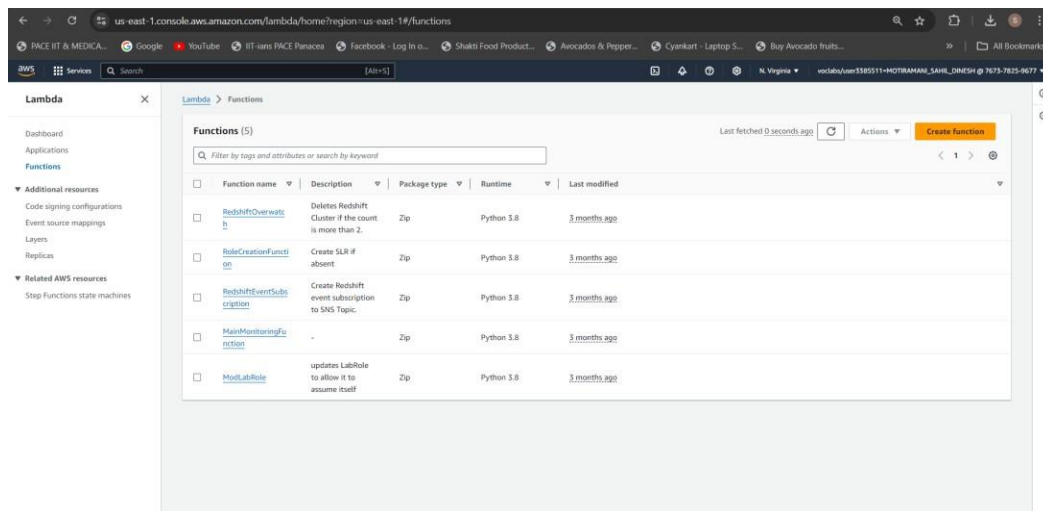 us-east-1.console.aws.amazon.com/lambda/home?region=us-east-1#/functions
PACE IIT & MEDICA... Google YouTube IIT-ians PACE Panacea Facebook - Log In o... Shakti Food Product... Avocados & Pepper... Cyankart - Laptop S... Buy Avocado fruits... » All Bookmarks
aws Services Search [Alt+S] N. Virginia voclabs/user3385511=MOTIRAMANI_SAHIL_DINESH @ 7673-7825-9677
Lambda
Lambda > Functions
Dashboard
Applications
Functions
Additional resources
Code signing configurations
Event source mappings
Layers
Replicas
Related AWS resources
Step Functions state machines
Functions (5) Last fetched 0 seconds ago Actions Create function
Filter by tags and attributes or search by keyword < 1 >
Function name Description Package type Runtime Last modified
RedshiftOverwatc
h
Deletes Redshift
Cluster if the count
is more than 2.
Zip Python 3.8 3 months ago
RoleCreationFuncti
on
Create SLR if
absent
Zip Python 3.8 3 months ago
RedshiftEventSubs
cription
Create Redshift
event subscription
to SNS Topic.
Zip Python 3.8 3 months ago
MainMonitoringFu
nction
-
Zip Python 3.8 3 months ago
ModLabRole
updates LabRole
to allow it to
assume itself
Zip Python 3.8 3 months ago